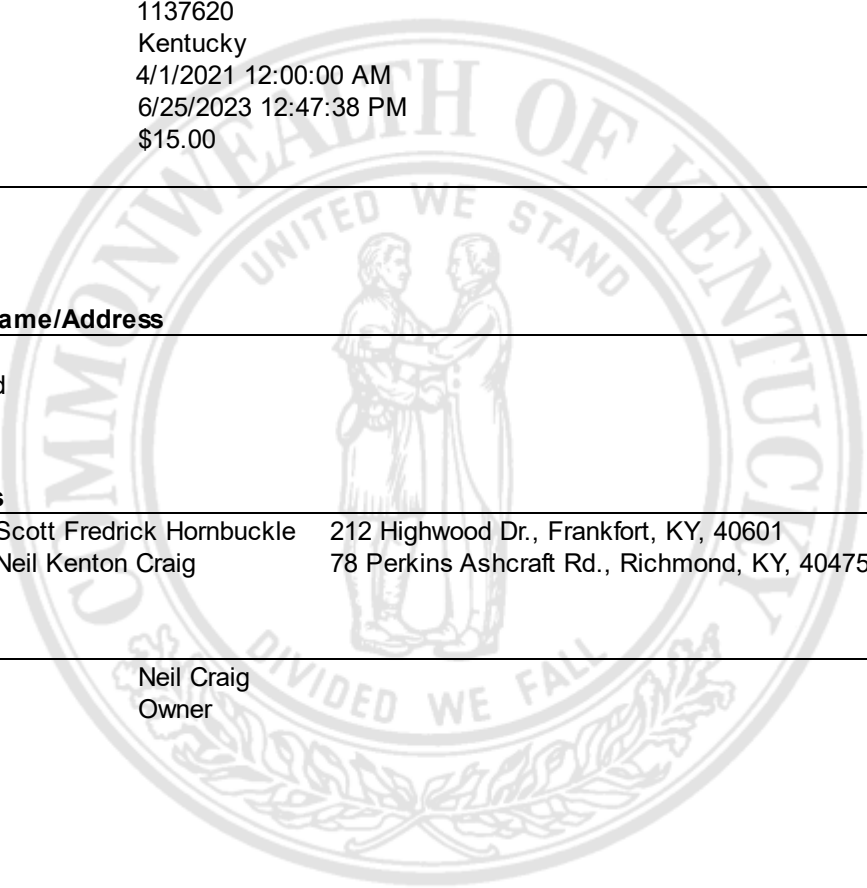 1137620
Kentucky
4/1/2021 12:00:00 AM
6/25/2023 12:47:38 PM
$15.00
COMMONWEALTH OF KENTUCKY
UNITED WE STAND
ame/Address
d
s
Scott Fredrick Hornbuckle 212 Highwood Dr., Frankfort, KY, 40601
Neil Kenton Craig 78 Perkins Ashcraft Rd., Richmond, KY, 40475
DIVIDED WE FALL
Neil Craig
Owner